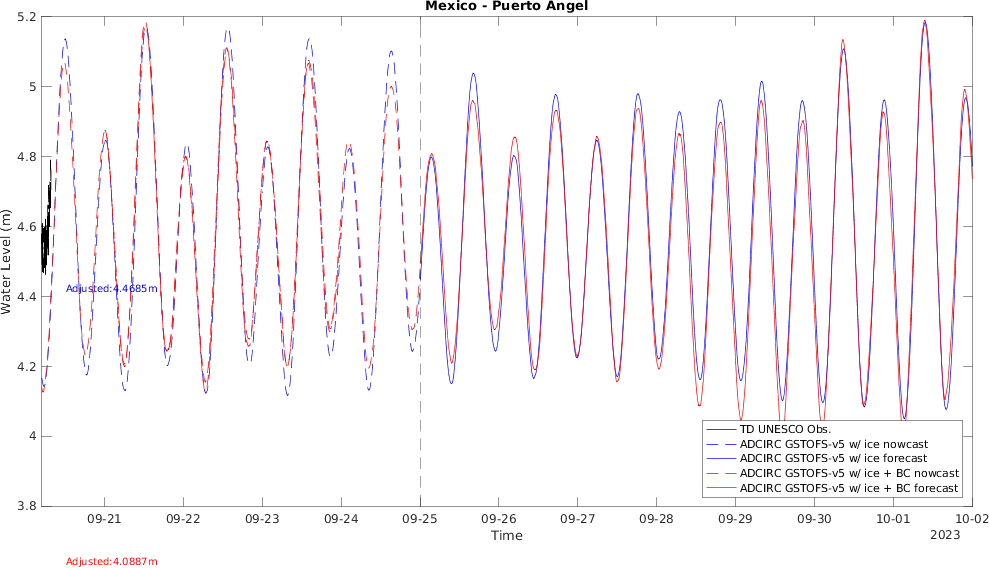 Mexico - Puerto Angel
5.2
5
4.8
4.6
4.4
4.2
4
3.8
Water Level (m)
Adjusted:4.4685m
TD UNESCO Obs.
ADCIRC GSTOFS-v5 w/ ice nowcast
ADCIRC GSTOFS-v5 w/ ice forecast
ADCIRC GSTOFS-v5 w/ ice + BC nowcast
ADCIRC GSTOFS-v5 w/ ice + BC forecast
09-21 09-22 09-23 09-24 09-25 09-26 09-27 09-28 09-29 09-30 10-01 10-02
Time
2023
Adjusted:4.0887m